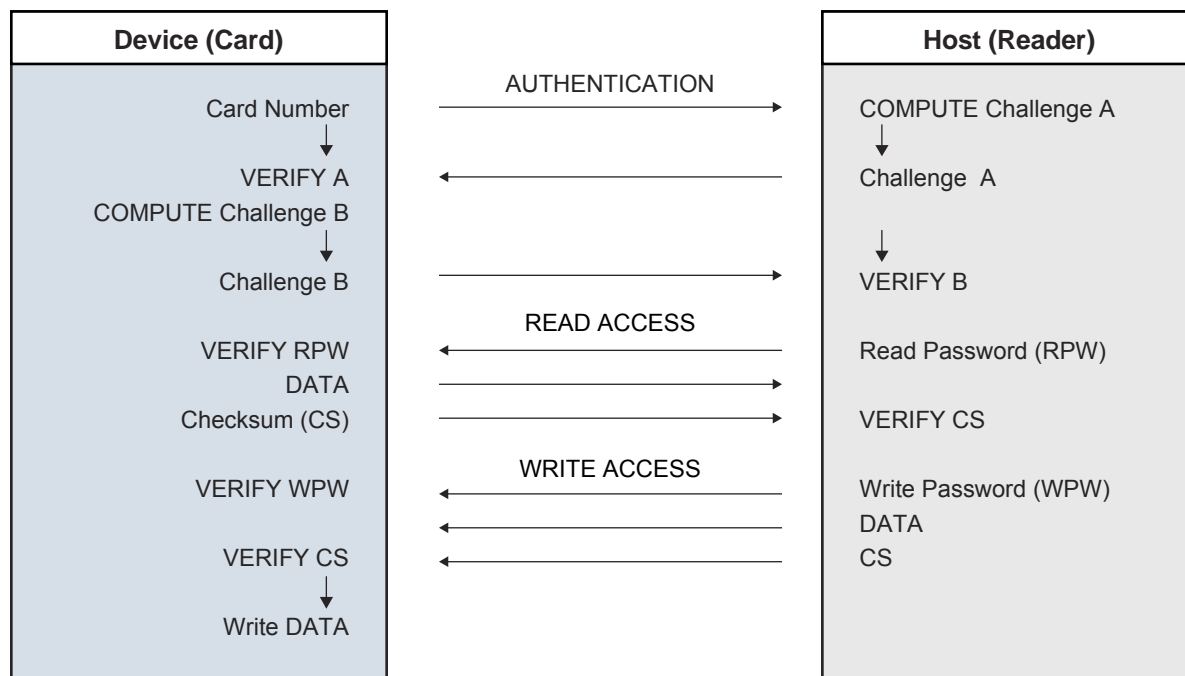 Device (Card)
Host (Reader)
AUTHENTICATION
Card Number
COMPUTE Challenge A
VERIFY A
Challenge A
COMPUTE Challenge B
Challenge B
VERIFY B
READ ACCESS
VERIFY RPW
Read Password (RPW)
DATA
Checksum (CS)
VERIFY CS
WRITE ACCESS
VERIFY WPW
Write Password (WPW)
DATA
VERIFY CS
CS
Write DATA